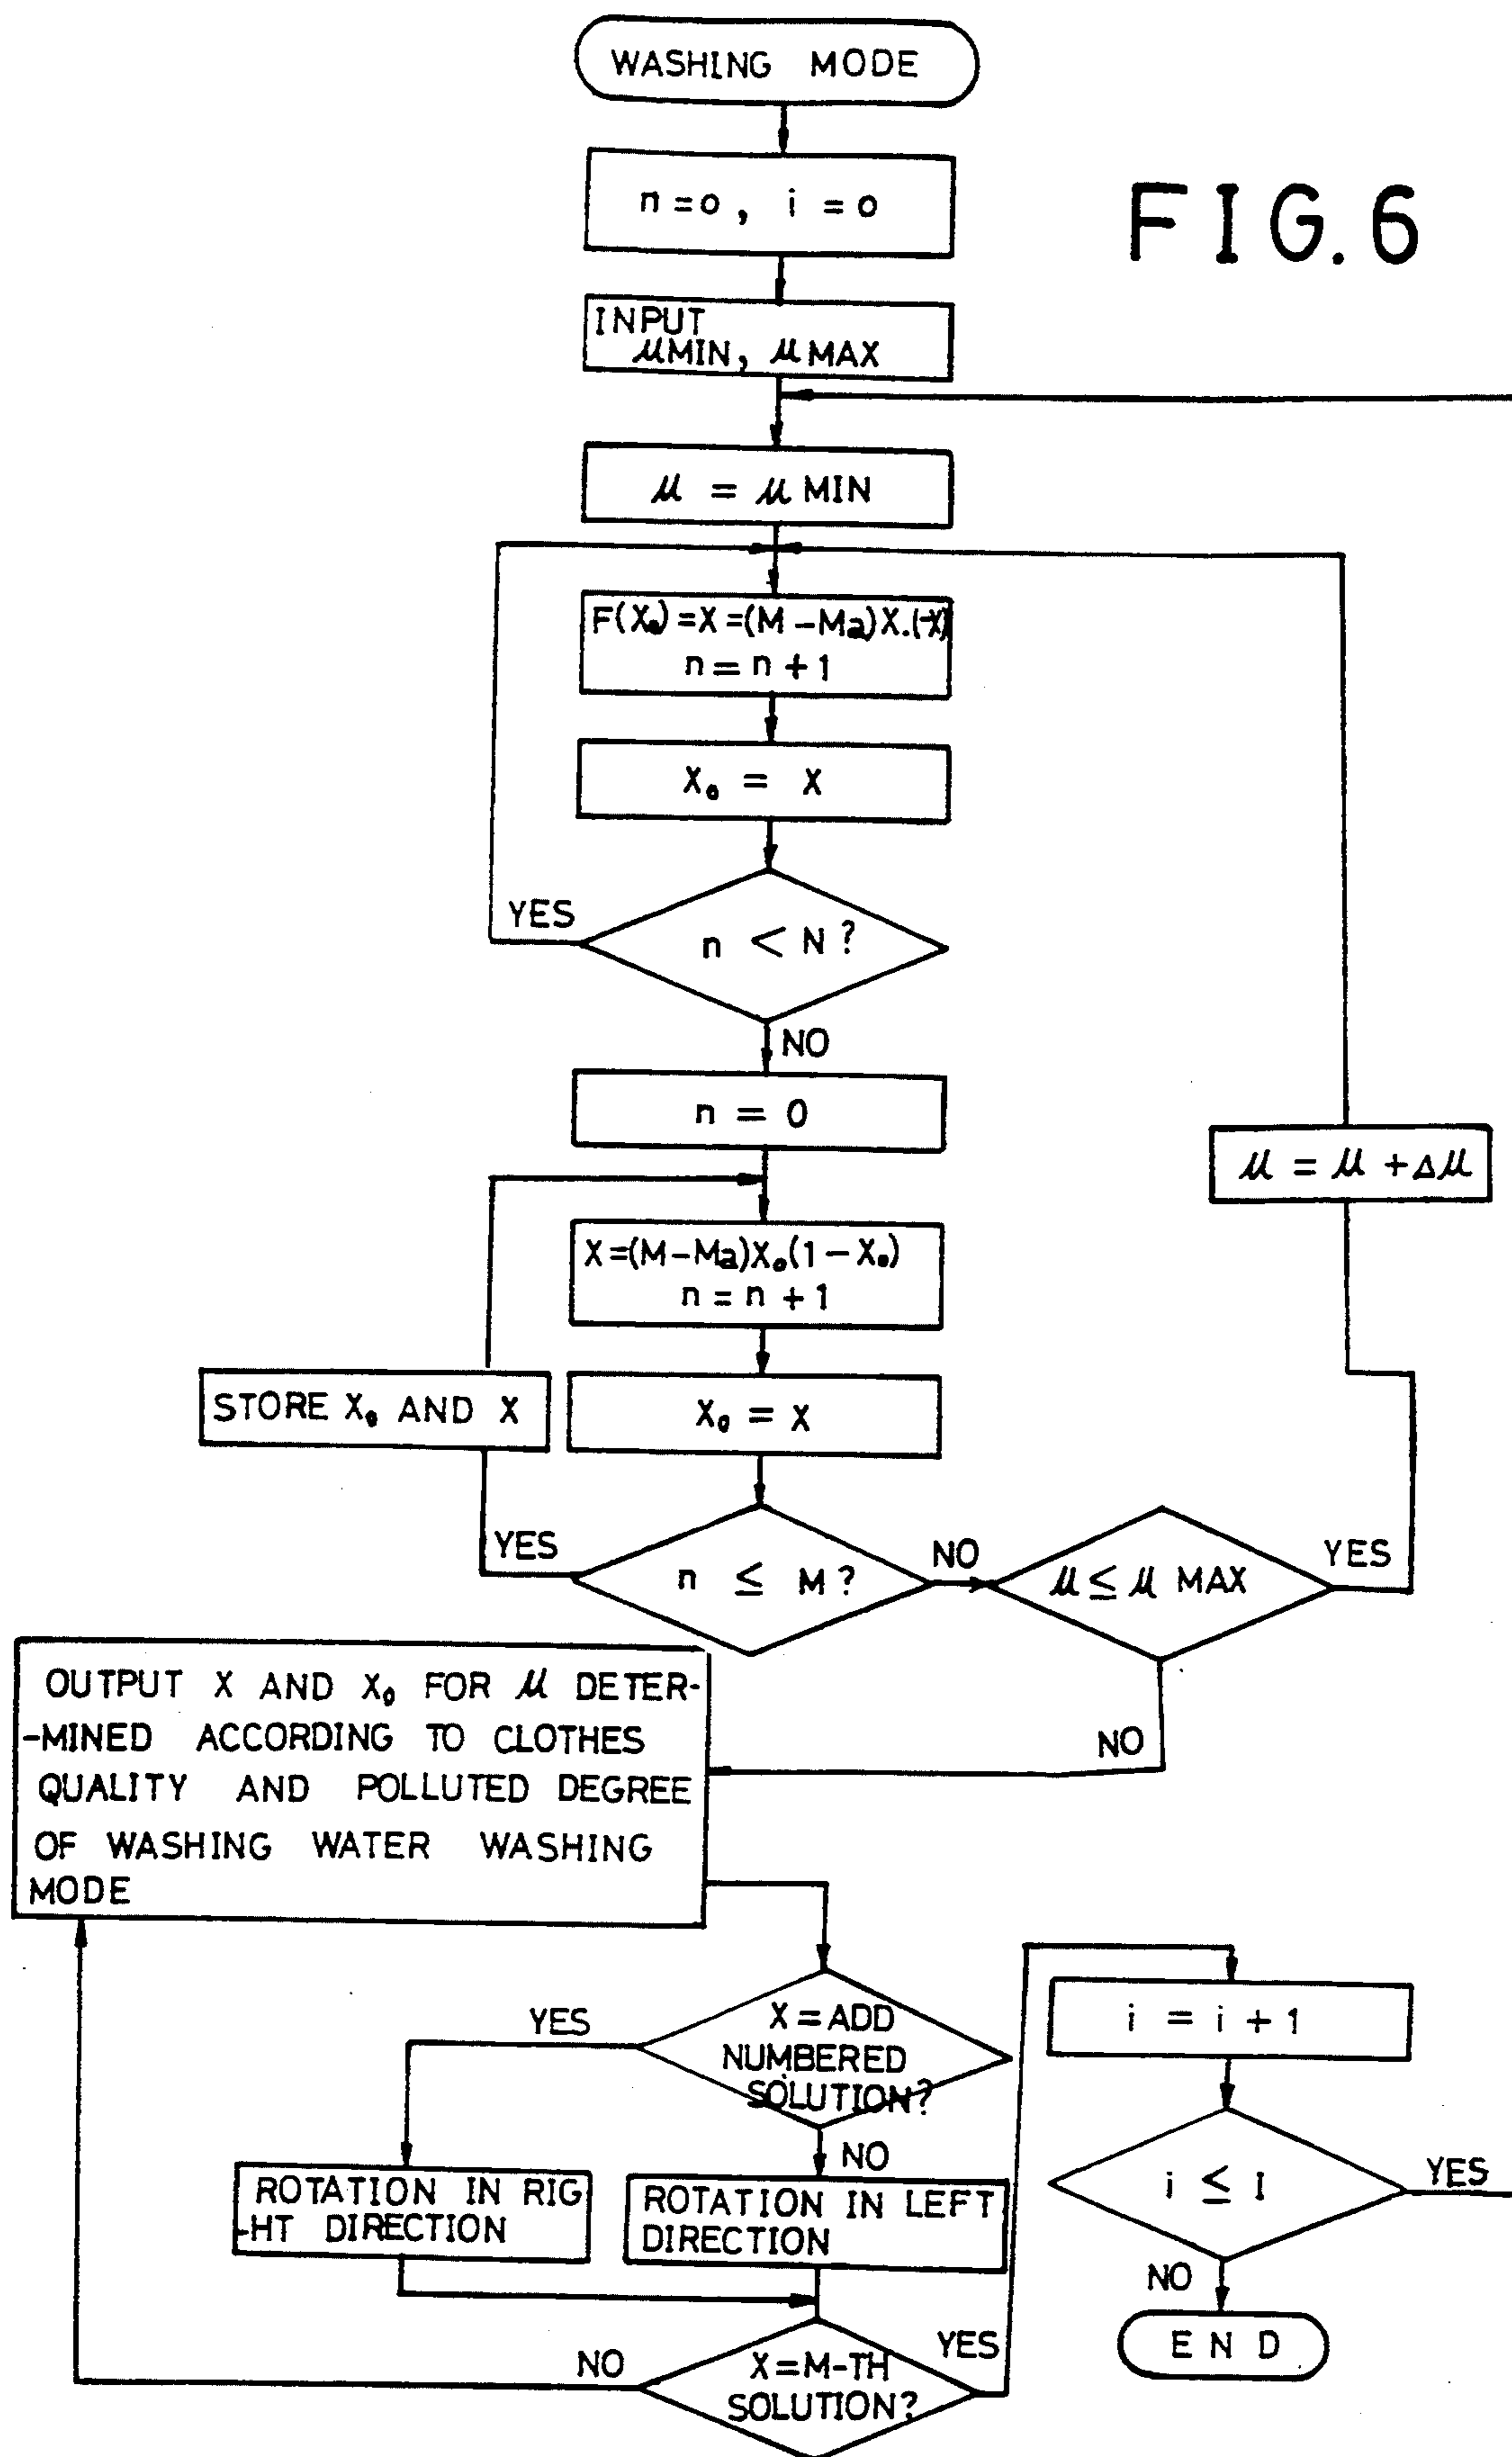 WASHING MODE
n=0, i=0
FIG.6
INPUT
μMIN, μMAX
μ = μ MIN
F(X₀)=X=(M-Ma)X.(-X)
n=n+1
X₀ = X
YES
n < N?
NO
n = 0
μ = μ +Δμ
X=(M-Ma)X₀(1-X₀)
n=n+1
STORE X₀ AND X
X₀ = X
YES
n ≤ M?
NO
μ ≤ μ MAX
YES
OUTPUT X AND X₀ FOR μ DETER-
-MINED ACCORDING TO CLOTHES
QUALITY AND POLLUTED DEGREE
OF WASHING WATER WASHING
MODE
NO
YES
X=ADD
NUMBERED
SOLUTION?
NO
i = i+1
ROTATION IN RIG
-HT DIRECTION
ROTATION IN LEFT
DIRECTION
i ≤ I
YES
NO
NO
X=M-TH
SOLUTION?
YES
END